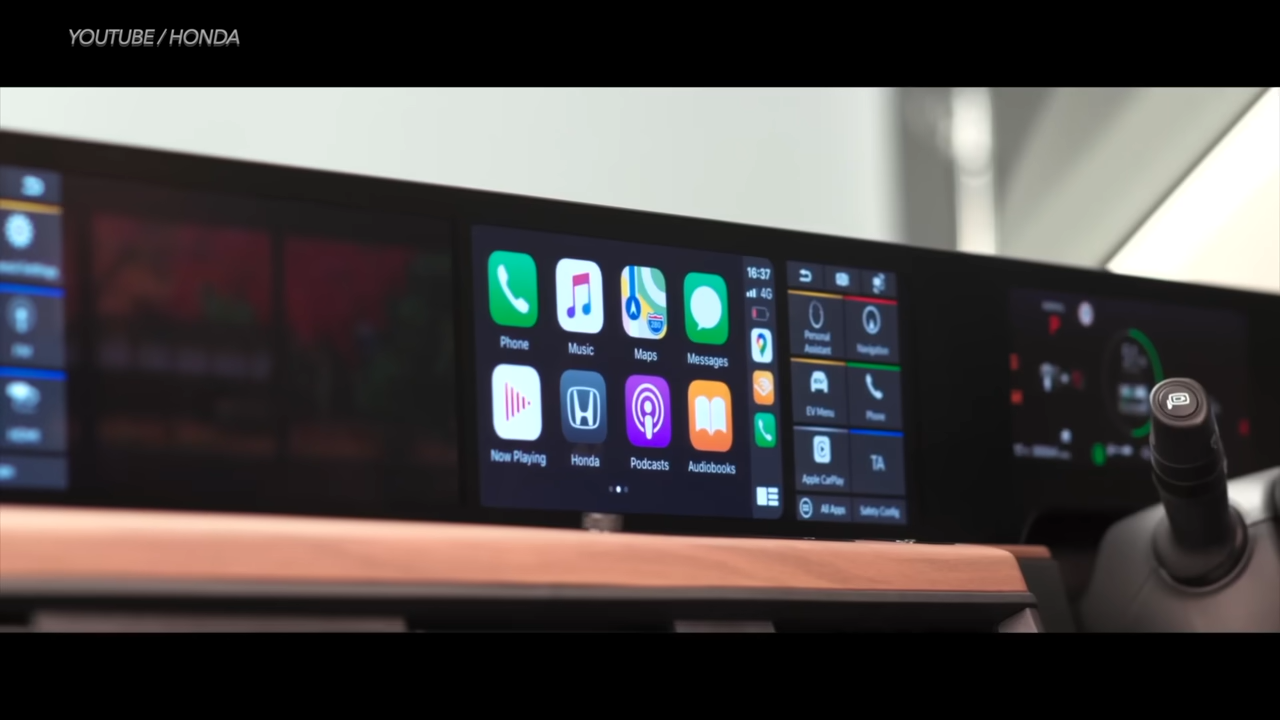 YOUTUBE / HONDA
16:37
4G
Phone
Music
Maps
Messages
Now Playing
Honda
Podcasts
Audiobooks
Personal Assistant
Navigation
EV Menu
Phone
Apple CarPlay
TA
All Apps
Safety Config
P